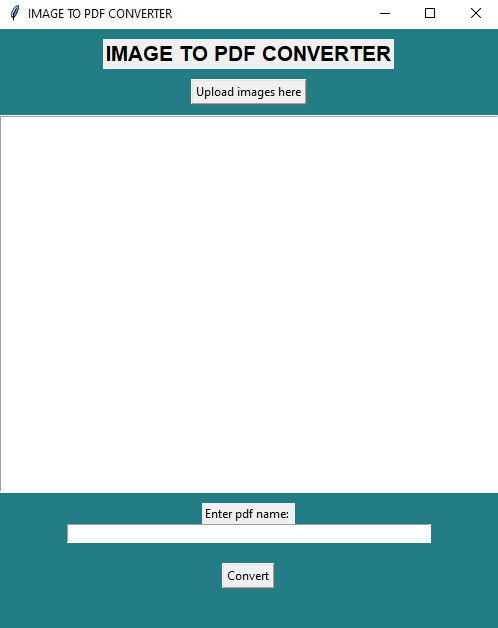 IMAGE TO PDF CONVERTER
IMAGE TO PDF CONVERTER
Upload images here
Enter pdf name:
Convert